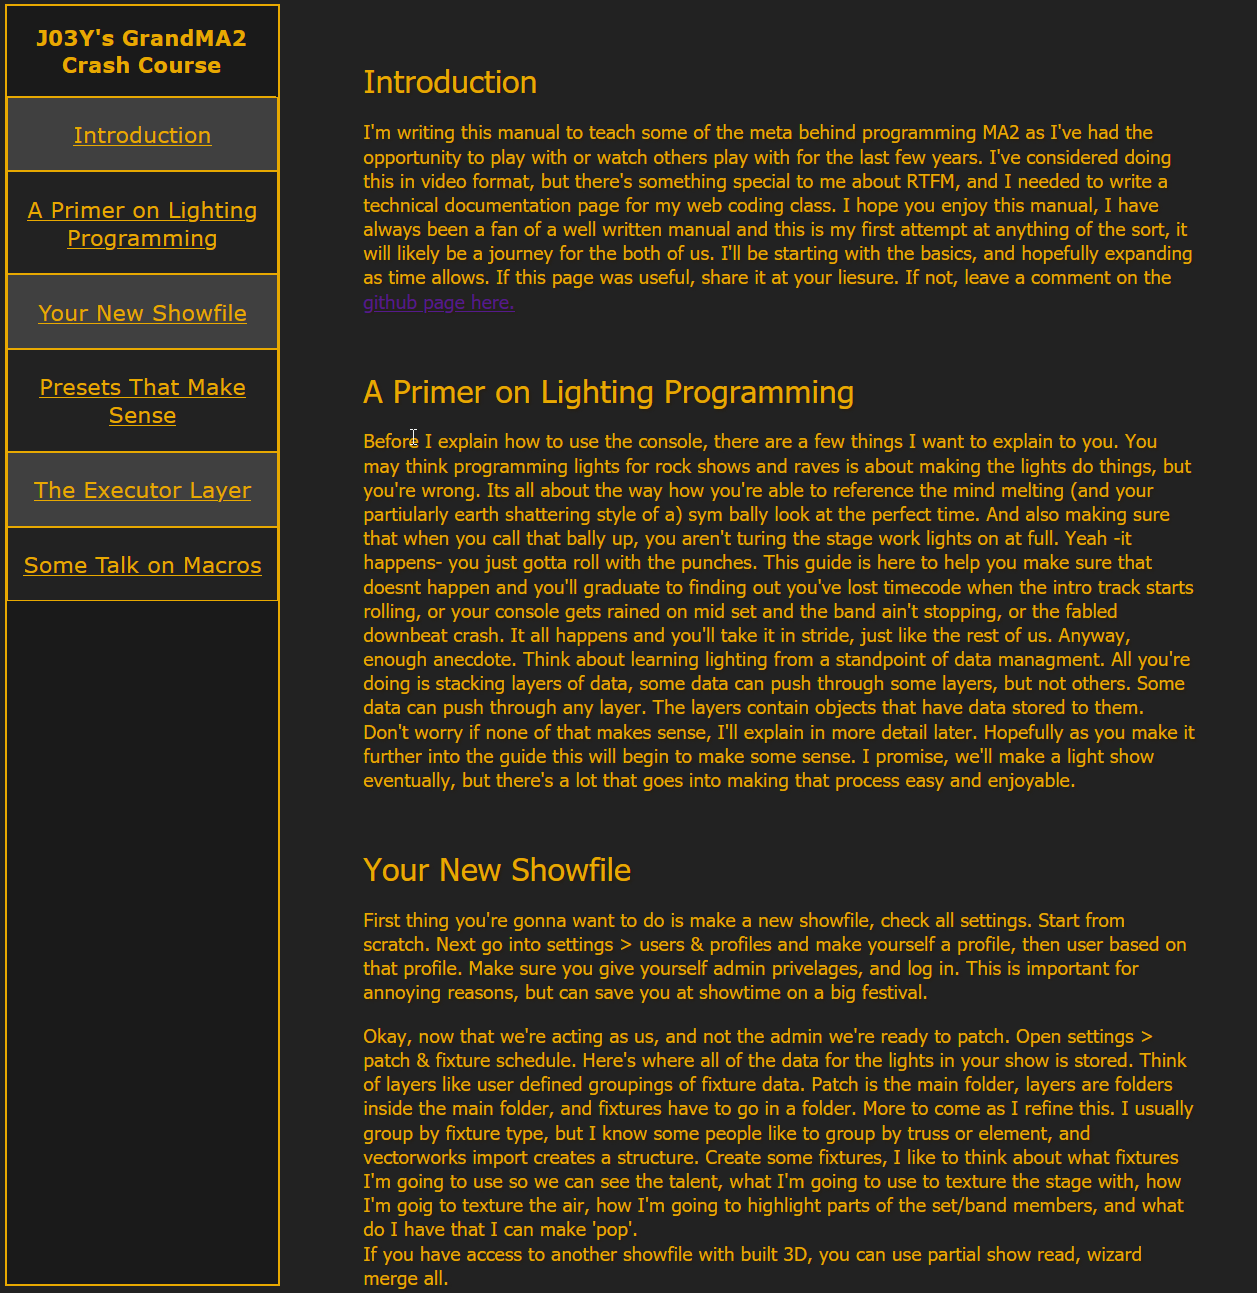 J03Y's GrandMA2
Crash Course
Introduction
A Primer on Lighting
Programming
Your New Showfile
Presets That Make
Sense
The Executor Layer
Some Talk on Macros
Introduction
I'm writing this manual to teach some of the meta behind programming MA2 as I've had the
opportunity to play with or watch others play with for the last few years. I've considered doing
this in video format, but there's something special to me about RTFM, and I needed to write a
technical documentation page for my web coding class. I hope you enjoy this manual, I have
always been a fan of a well written manual and this is my first attempt at anything of the sort, it
will likely be a journey for the both of us. I'll be starting with the basics, and hopefully expanding
as time allows. If this page was useful, share it at your liesure. If not, leave a comment on the
github page here.
A Primer on Lighting Programming
Before I explain how to use the console, there are a few things I want to explain to you. You
may think programming lights for rock shows and raves is about making the lights do things, but
you're wrong. Its all about the way how you're able to reference the mind melting (and your
partiularly earth shattering style of a) sym bally look at the perfect time. And also making sure
that when you call that bally up, you aren't turing the stage work lights on at full. Yeah -it
happens- you just gotta roll with the punches. This guide is here to help you make sure that
doesnt happen and you'll graduate to finding out you've lost timecode when the intro track starts
rolling, or your console gets rained on mid set and the band ain't stopping, or the fabled
downbeat crash. It all happens and you'll take it in stride, just like the rest of us. Anyway,
enough anecdote. Think about learning lighting from a standpoint of data managment. All you're
doing is stacking layers of data, some data can push through some layers, but not others. Some
data can push through any layer. The layers contain objects that have data stored to them.
Don't worry if none of that makes sense, I'll explain in more detail later. Hopefully as you make it
further into the guide this will begin to make some sense. I promise, we'll make a light show
eventually, but there's a lot that goes into making that process easy and enjoyable.
Your New Showfile
First thing you're gonna want to do is make a new showfile, check all settings. Start from
scratch. Next go into settings > users & profiles and make yourself a profile, then user based on
that profile. Make sure you give yourself admin privelages, and log in. This is important for
annoying reasons, but can save you at showtime on a big festival.
Okay, now that we're acting as us, and not the admin we're ready to patch. Open settings >
patch & fixture schedule. Here's where all of the data for the lights in your show is stored. Think
of layers like user defined groupings of fixture data. Patch is the main folder, layers are folders
inside the main folder, and fixtures have to go in a folder. More to come as I refine this. I usually
group by fixture type, but I know some people like to group by truss or element, and
vectorworks import creates a structure. Create some fixtures, I like to think about what fixtures
I'm going to use so we can see the talent, what I'm going to use to texture the stage with, how
I'm goig to texture the air, how I'm going to highlight parts of the set/band members, and what
do I have that I can make 'pop'.
If you have access to another showfile with built 3D, you can use partial show read, wizard
merge all.